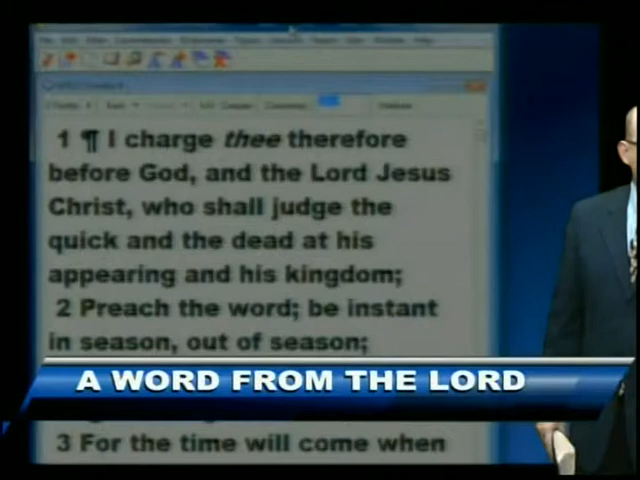 1 ¶ I charge thee therefore
before God, and the Lord Jesus
Christ, who shall judge the
quick and the dead at his
appearing and his kingdom;
2 Preach the word; be instant
in season, out of season;
A WORD FROM THE LORD
3 For the time will come when